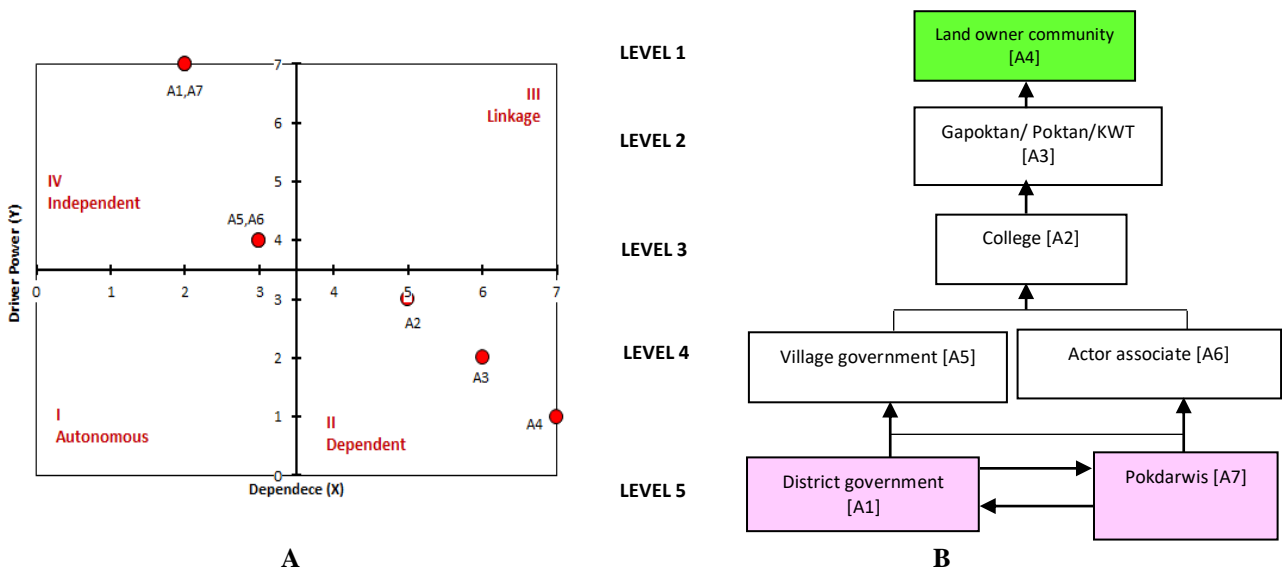 7
A1,A7
III
Linkage
6
5
IV
Independent
A5,A6
4
Driver Power (Y)
0 1 2 3 4 5 6 7
3
A2
2
A3
I
Autonomous
II
Dependent
1
A4
0
Dependece (X)
A
LEVEL 1
Land owner community
[A4]
LEVEL 2
Gapoktan/ Poktan/KWT
[A3]
LEVEL 3
College [A2]
LEVEL 4
Village government [A5]
Actor associate [A6]
LEVEL 5
District government
[A1]
Pokdarwis [A7]
B